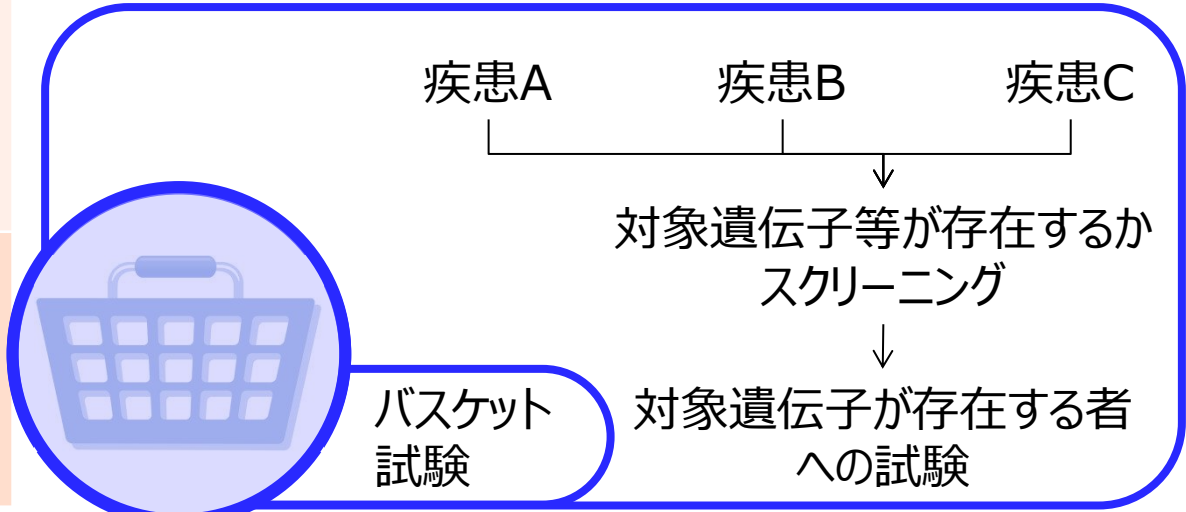 疾患A 疾患B 疾患C
対象遺伝子等が存在するか
スクリーニング
対象遺伝子が存在する者
への試験
バスケット
試験